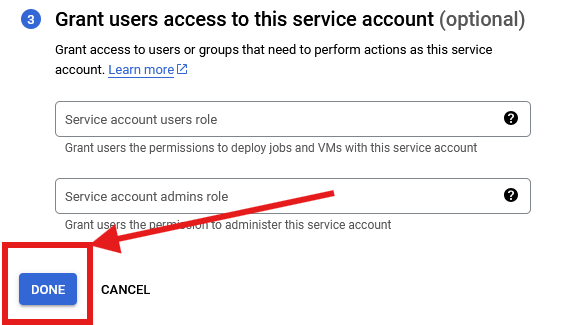 3 Grant users access to this service account (optional)
Grant access to users or groups that need to perform actions as this service
account. Learn more
Service account users role
Grant users the permissions to deploy jobs and VMs with this service account
Service account admins role
Grant users the permission to administer this service account
DONE CANCEL